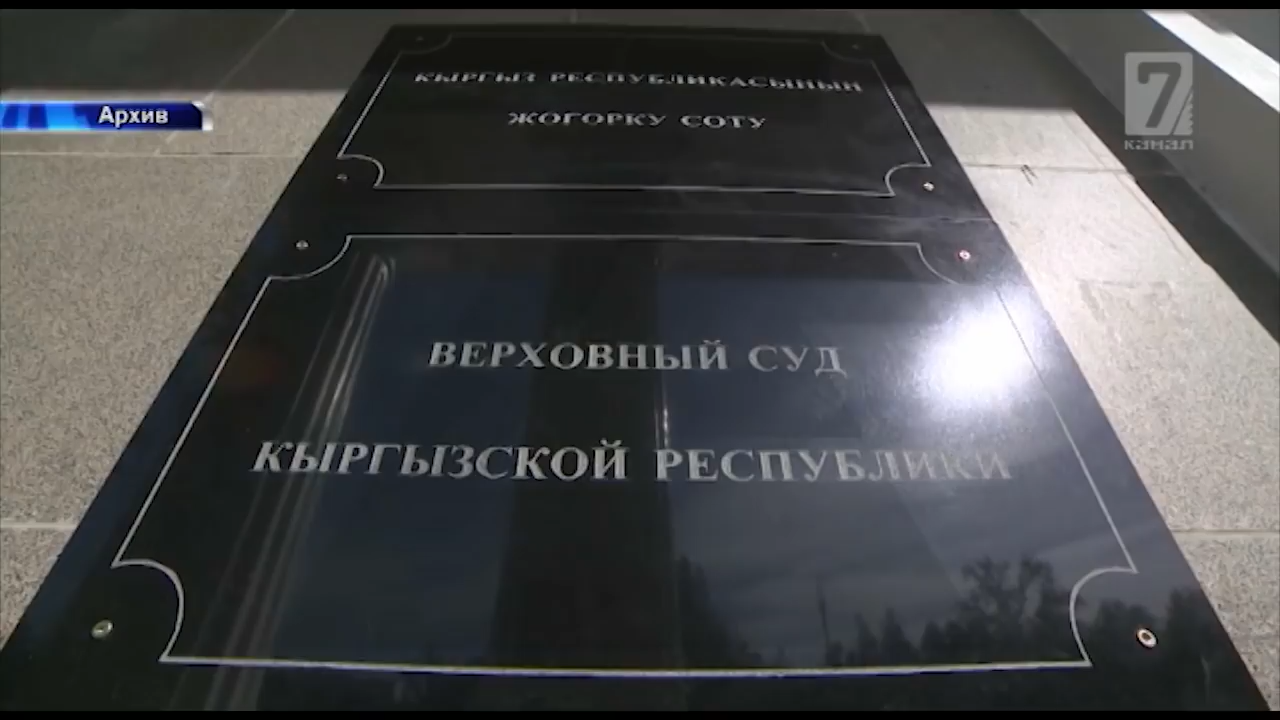 КЫРГЫЗ РЕСПУБЛИКАСЫНЫН
ЖОГОРКУ СОТУ
Архив
7
канал
ВЕРХОВНЫЙ СУД
КЫРГЫЗСКОЙ РЕСПУБЛИКИ